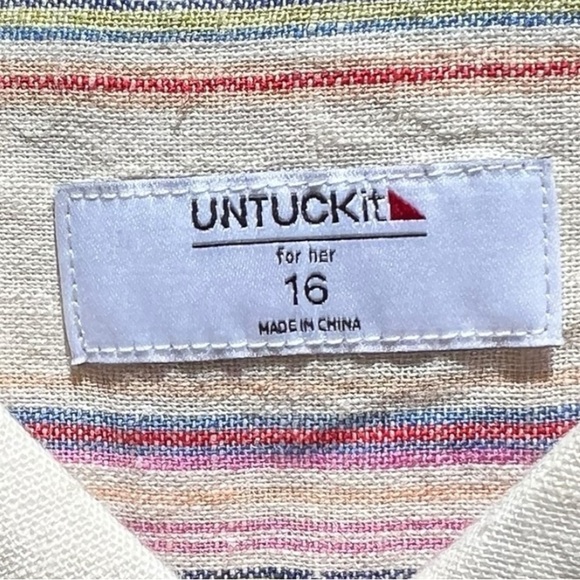 UNTUCKit
for her
16
MADE IN CHINA